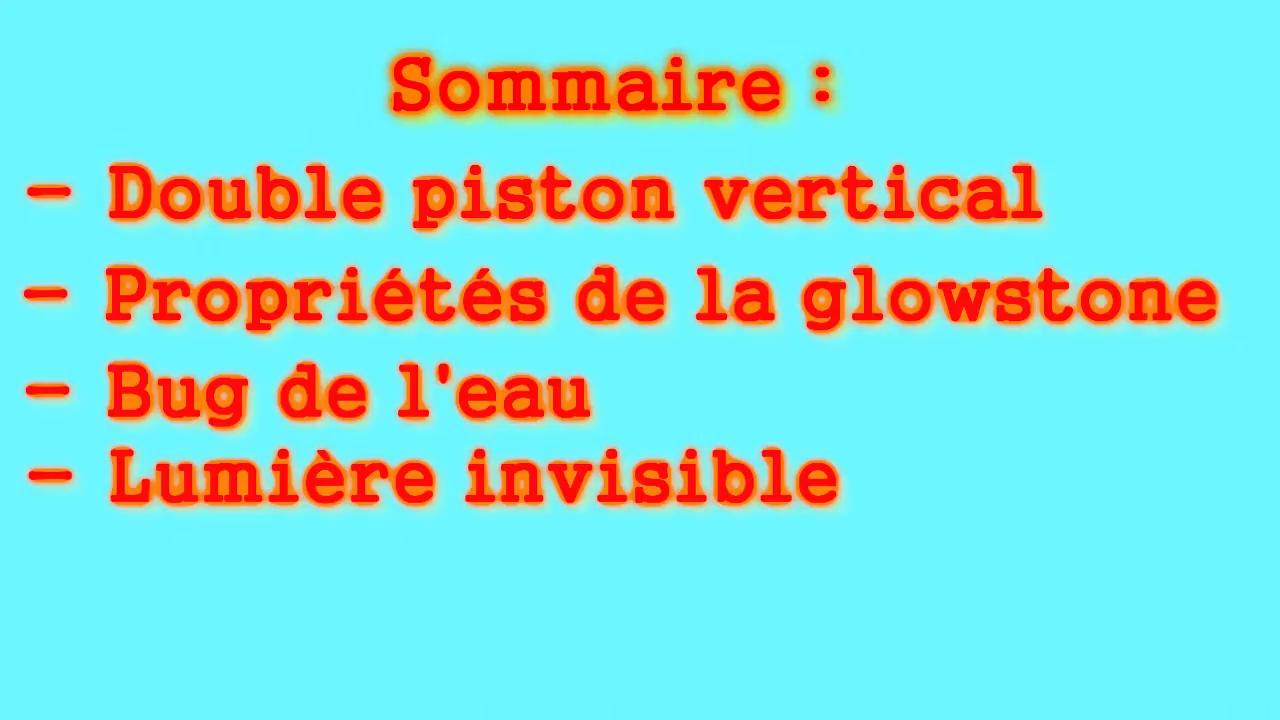 Sommaire :
- Double piston vertical
- Propriétés de la glowstone
- Bug de l'eau
- Lumière invisible